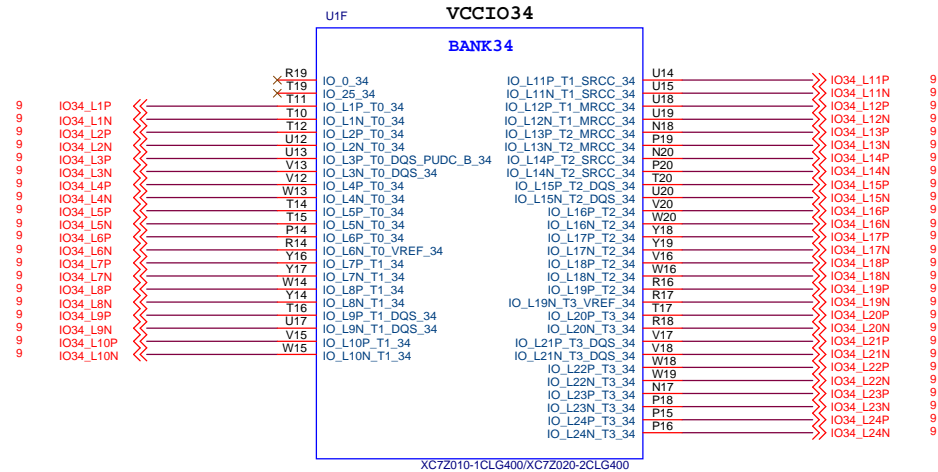 U1F
VCCIO34
BANK34
R19 IO_0_34
T19 IO_25_34
9 IO34_L1P T11 IO_L1P_T0_34
9 IO34_L1N T10 IO_L1N_T0_34
9 IO34_L2P T12 IO_L2P_T0_34
9 IO34_L2N U12 IO_L2N_T0_34
9 IO34_L3P U13 IO_L3P_T0_DQS_PUDC_B_34
9 IO34_L3N V13 IO_L3N_T0_DQS_34
9 IO34_L4P V12 IO_L4P_T0_34
9 IO34_L4N W13 IO_L4N_T0_34
9 IO34_L5P T14 IO_L5P_T0_34
9 IO34_L5N T15 IO_L5N_T0_34
9 IO34_L6P P14 IO_L6P_T0_34
9 IO34_L6N R14 IO_L6N_T0_VREF_34
9 IO34_L7P Y16 IO_L7P_T1_34
9 IO34_L7N Y17 IO_L7N_T1_34
9 IO34_L8P W14 IO_L8P_T1_34
9 IO34_L8N Y14 IO_L8N_T1_34
9 IO34_L9P T16 IO_L9P_T1_DQS_34
9 IO34_L9N U17 IO_L9N_T1_DQS_34
9 IO34_L10P V15 IO_L10P_T1_34
9 IO34_L10N W15 IO_L10N_T1_34
IO_L11P_T1_SRCC_34 U14 IO34_L11P 9
IO_L11N_T1_SRCC_34 U15 IO34_L11N 9
IO_L12P_T1_MRCC_34 U18 IO34_L12P 9
IO_L12N_T1_MRCC_34 U19 IO34_L12N 9
IO_L13P_T2_MRCC_34 N18 IO34_L13P 9
IO_L13N_T2_MRCC_34 P19 IO34_L13N 9
IO_L14P_T2_SRCC_34 N20 IO34_L14P 9
IO_L14N_T2_SRCC_34 P20 IO34_L14N 9
IO_L15P_T2_DQS_34 T20 IO34_L15P 9
IO_L15N_T2_DQS_34 U20 IO34_L15N 9
IO_L16P_T2_34 V20 IO34_L16P 9
IO_L16N_T2_34 W20 IO34_L16N 9
IO_L17P_T2_34 Y18 IO34_L17P 9
IO_L17N_T2_34 Y19 IO34_L17N 9
IO_L18P_T2_34 V16 IO34_L18P 9
IO_L18N_T2_34 W16 IO34_L18N 9
IO_L19P_T2_34 R16 IO34_L19P 9
IO_L19N_T3_VREF_34 R17 IO34_L19N 9
IO_L20P_T3_34 T17 IO34_L20P 9
IO_L20N_T3_34 R18 IO34_L20N 9
IO_L21P_T3_DQS_34 V17 IO34_L21P 9
IO_L21N_T3_DQS_34 V18 IO34_L21N 9
IO_L22P_T3_34 W18 IO34_L22P 9
IO_L22N_T3_34 W19 IO34_L22N 9
IO_L23P_T3_34 N17 IO34_L23P 9
IO_L23N_T3_34 P18 IO34_L23N 9
IO_L24P_T3_34 P15 IO34_L24P 9
IO_L24N_T3_34 P16 IO34_L24N 9
XC7Z010-1CLG400/XC7Z020-2CLG400